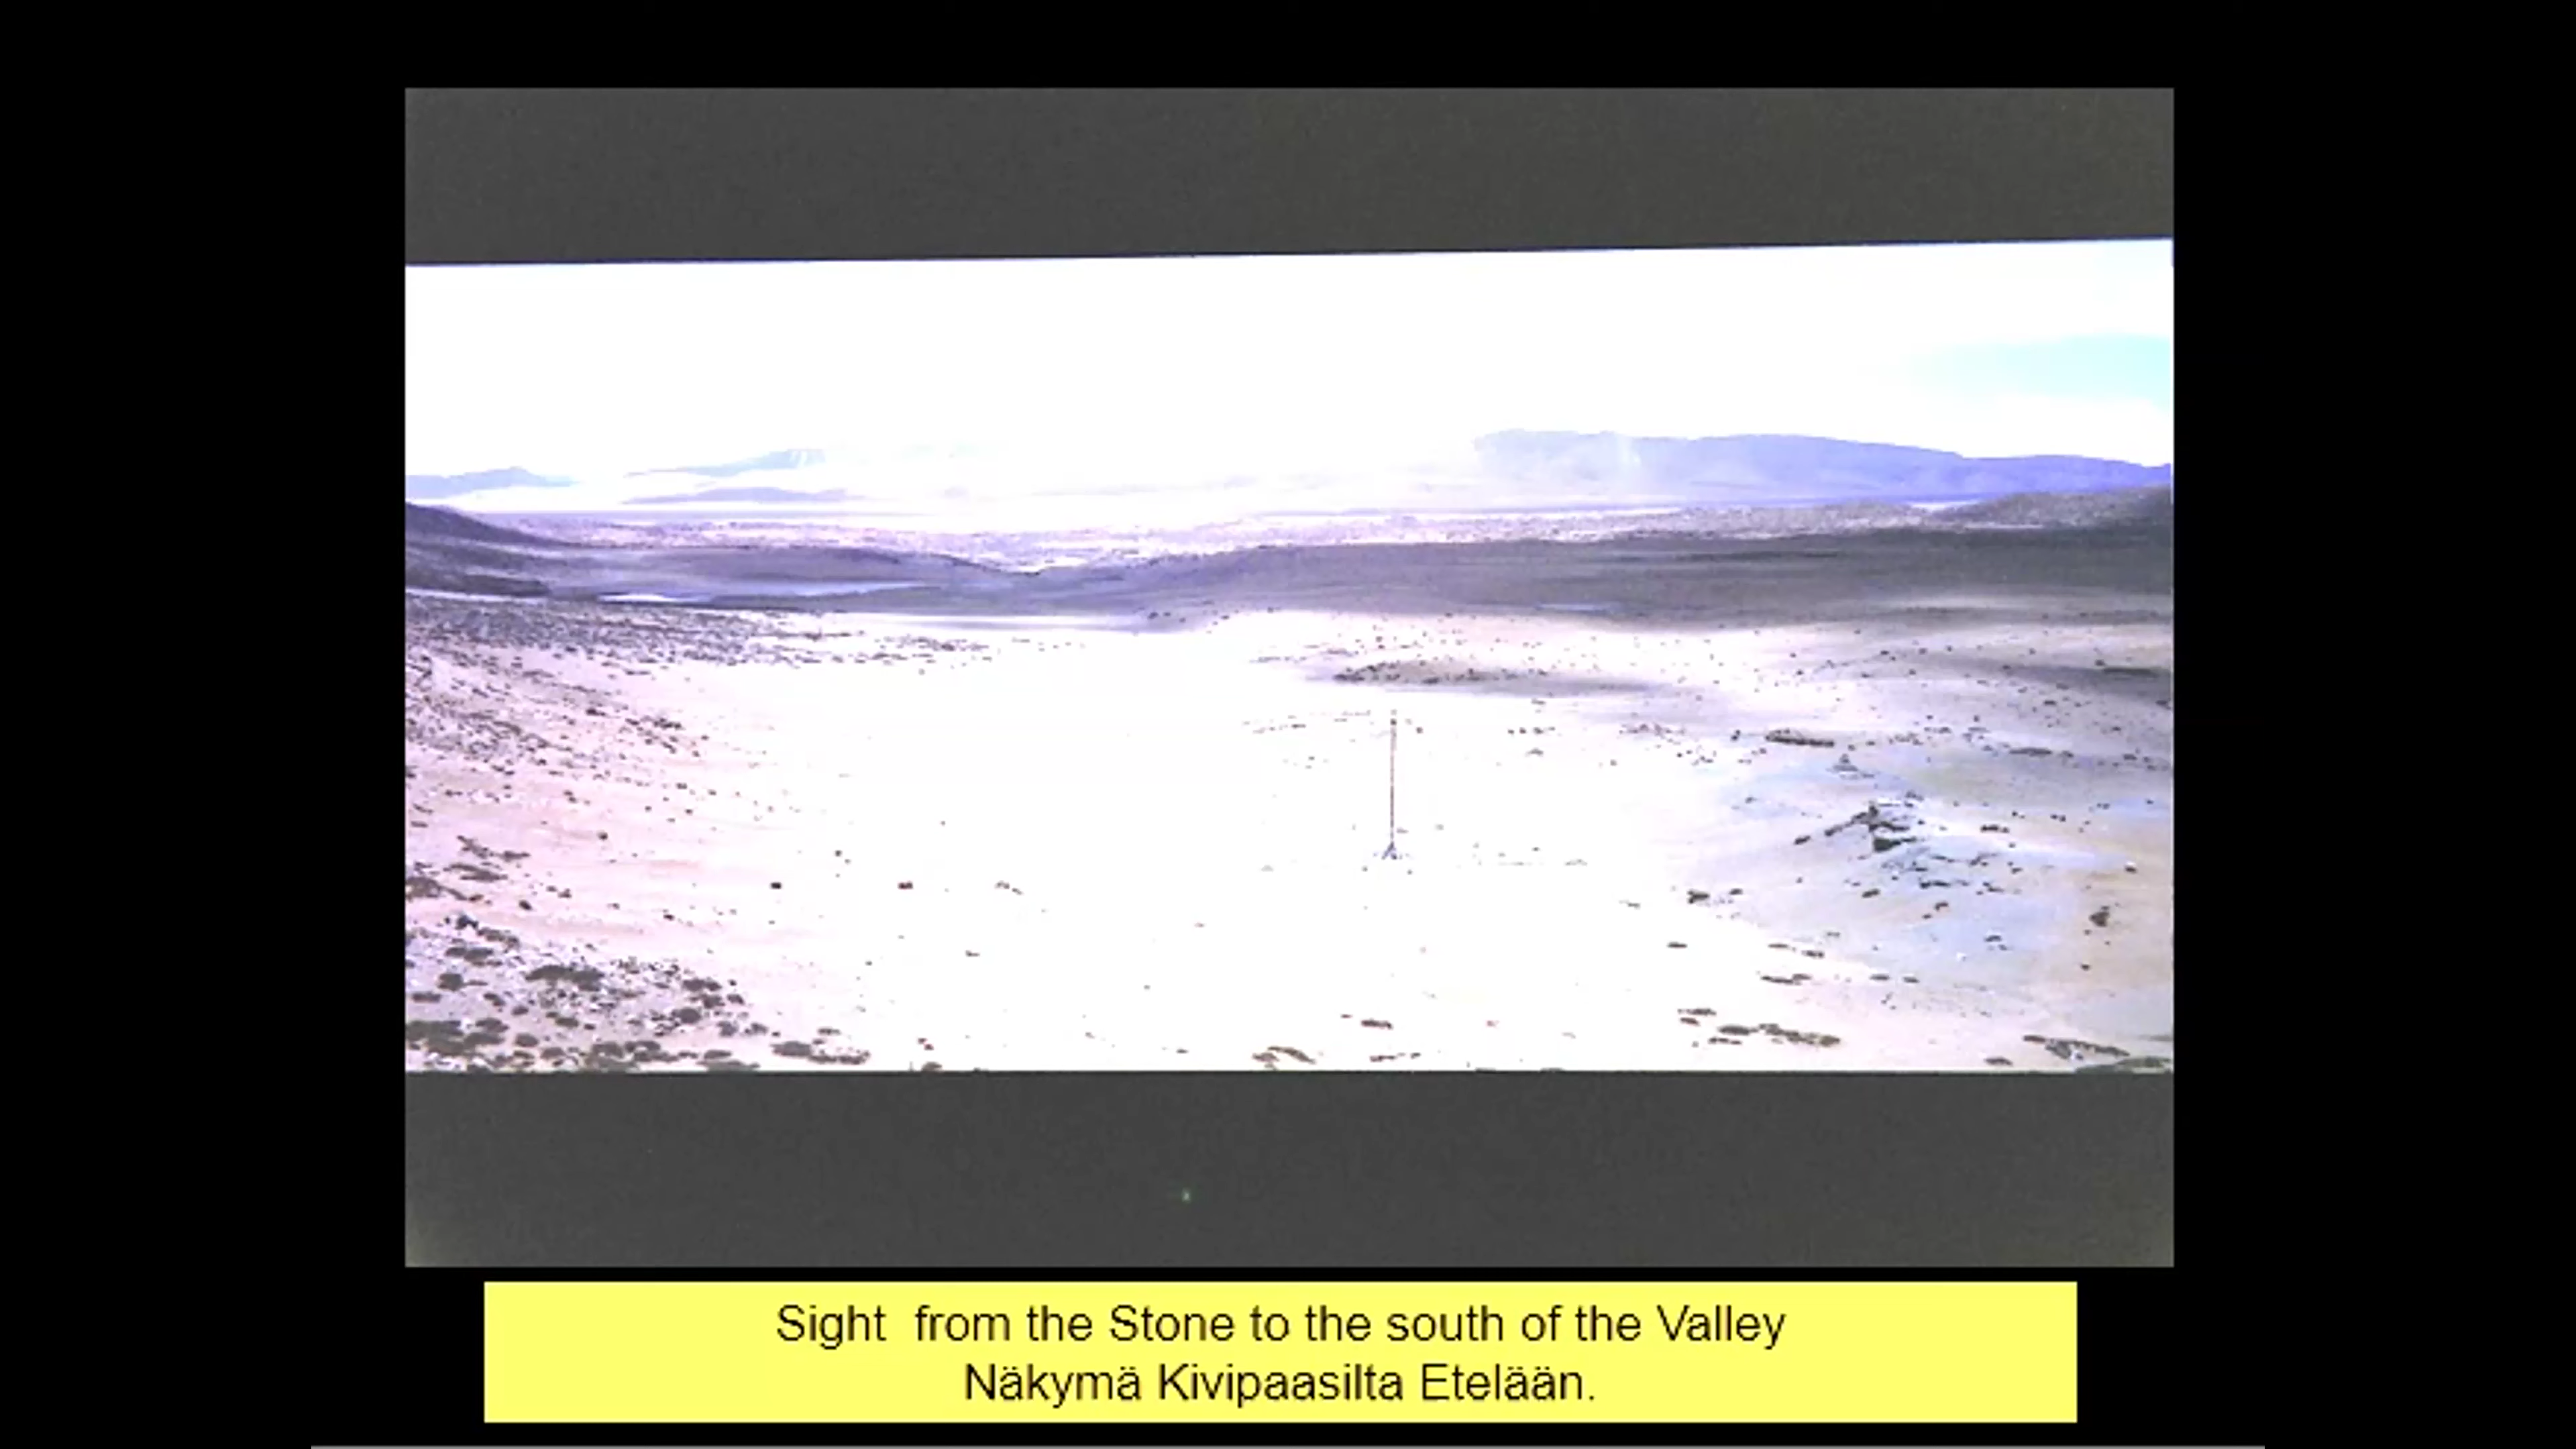 Sight  from the Stone to the south of the Valley
Näkymä Kivipaasilta Etelään.